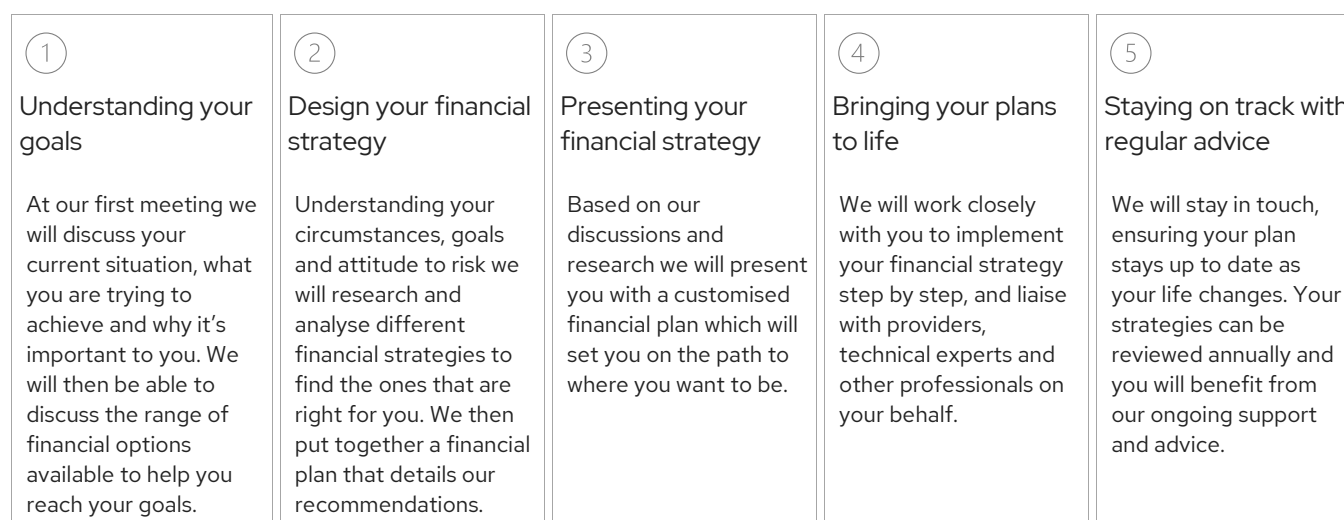 1
Understanding your
goals
At our first meeting we
will discuss your
current situation, what
you are trying to
achieve and why it’s
important to you. We
will then be able to
discuss the range of
financial options
available to help you
reach your goals.
2
Design your financial
strategy
Understanding your
circumstances, goals
and attitude to risk we
will research and
analyse different
financial strategies to
find the ones that are
right for you. We then
put together a financial
plan that details our
recommendations.
3
Presenting your
financial strategy
Based on our
discussions and
research we will present
you with a customised
financial plan which will
set you on the path to
where you want to be.
4
Bringing your plans
to life
We will work closely
with you to implement
your financial strategy
step by step, and liaise
with providers,
technical experts and
other professionals on
your behalf.
5
Staying on track with
regular advice
We will stay in touch,
ensuring your plan
stays up to date as
your life changes. Your
strategies can be
reviewed annually and
you will benefit from
our ongoing support
and advice.